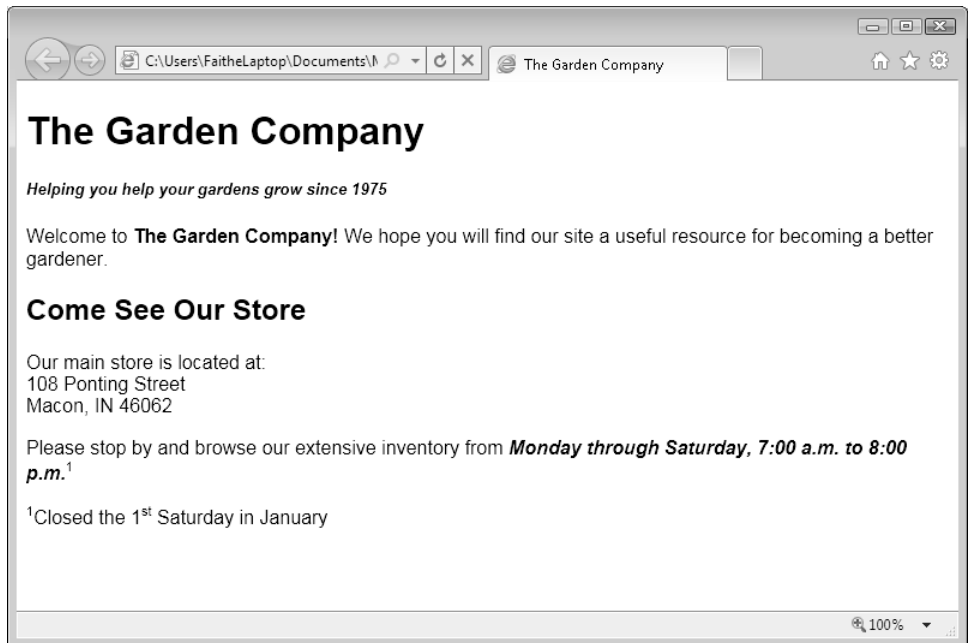 C:\Users\FaitheLaptop\Documents\
The Garden Company
The Garden Company
Helping you help your gardens grow since 1975
Welcome to The Garden Company! We hope you will find our site a useful resource for becoming a better
gardener.
Come See Our Store
Our main store is located at:
108 Ponting Street
Macon, IN 46062
Please stop by and browse our extensive inventory from Monday through Saturday, 7:00 a.m. to 8:00
p.m.¹
¹Closed the 1ˢᵗ Saturday in January
100%